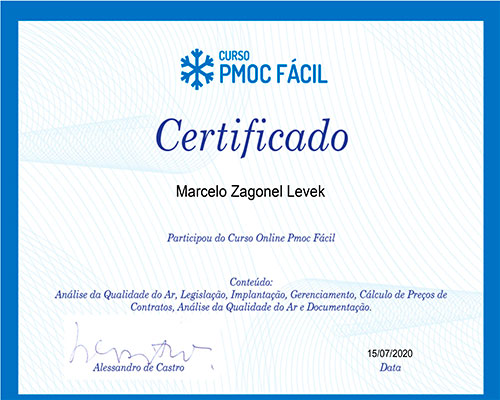 CURSO
PMOC FÁCIL
Certificado
Marcelo Zagonel Levek
Participou do Curso Online Pmoc Fácil
Conteúdo:
Análise da Qualidade do Ar, Legislação, Implantação, Gerenciamento, Cálculo de Preços de
Contratos, Análise da Qualidade do Ar e Documentação.
Alessandro de Castro
15/07/2020
Data